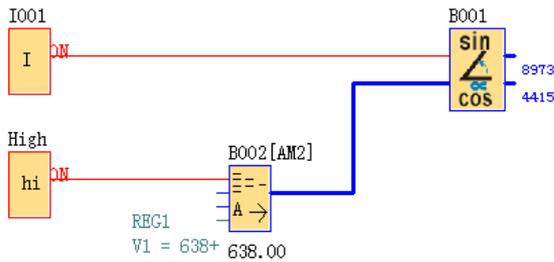 I001
B001
ON
I
sin
COS
8973
4415
High
ON
hi
B002[AM2]
A
REG1
V1 = 638+
638.00